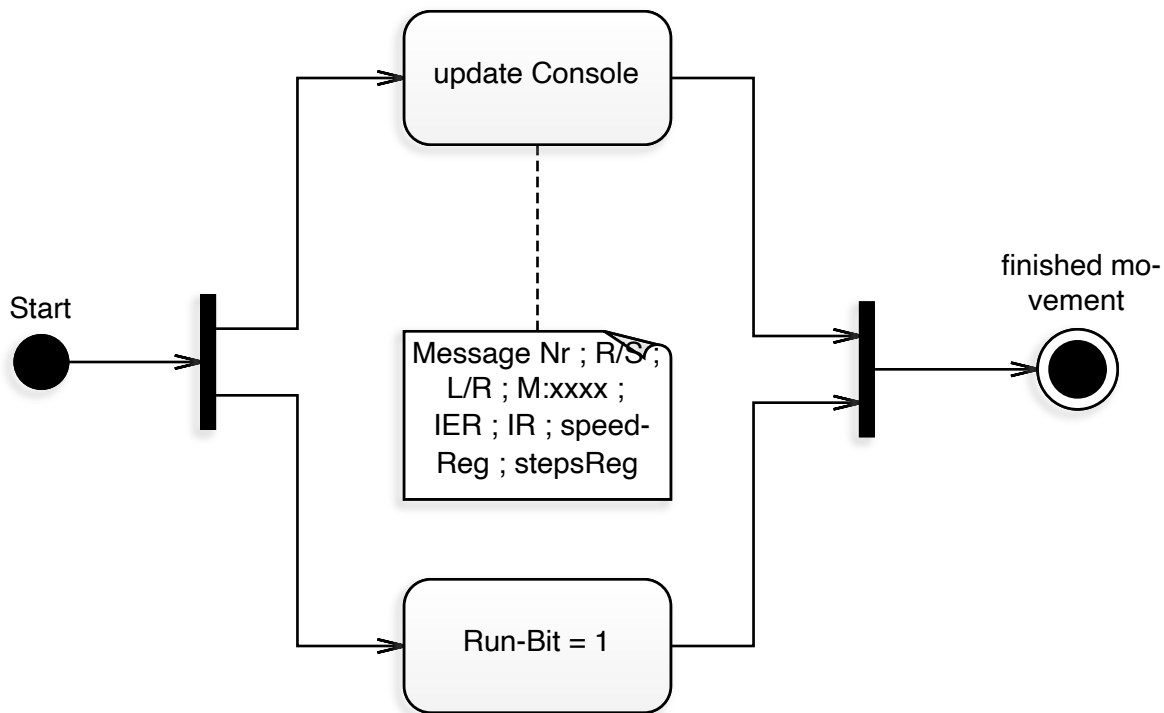 update Console
finished mo-
vement
Start
Message Nr ; R/S ;
L/R ; M:xxxx ;
IER ; IR ; speed-
Reg ; stepsReg
Run-Bit = 1